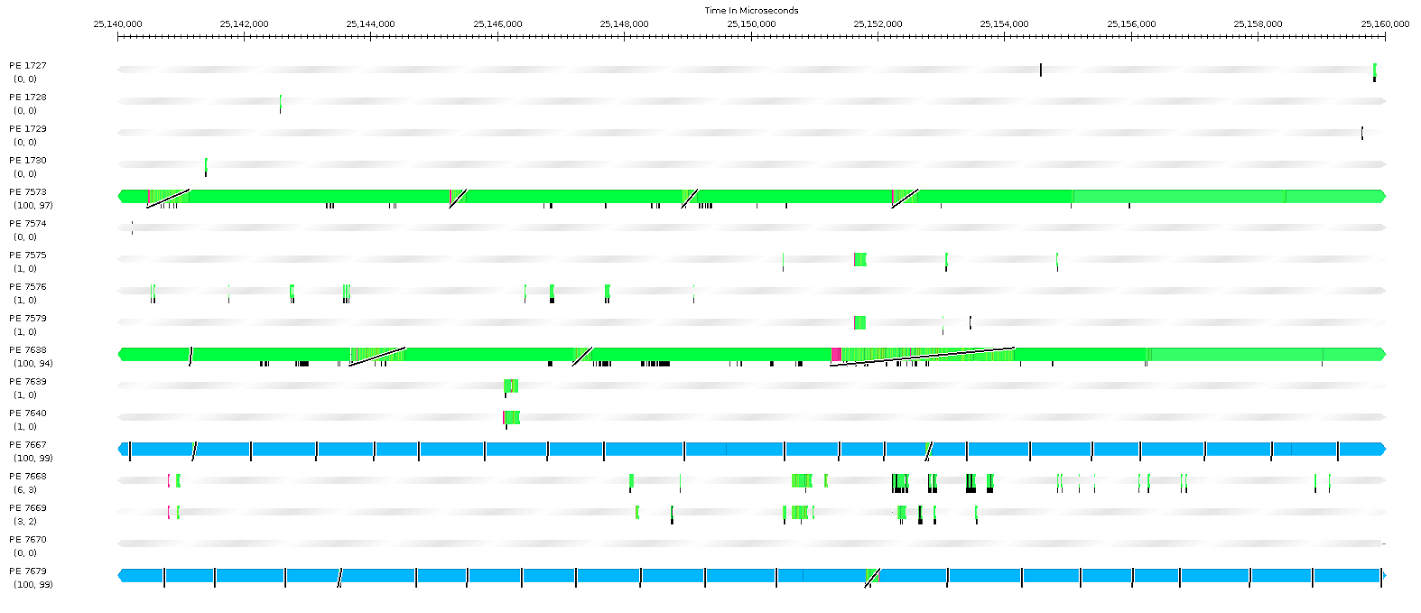 Time In Microseconds
25,140,000 25,142,000 25,144,000 25,146,000 25,148,000 25,150,000 25,152,000 25,154,000 25,156,000 25,158,000 25,160,000
PE 1727
(0, 0)
PE 1728
(0, 0)
PE 1729
(0, 0)
PE 1730
(0, 0)
PE 7573
(100, 97)
PE 7574
(0, 0)
PE 7575
(1, 0)
PE 7576
(1, 0)
PE 7579
(1, 0)
PE 7638
(100, 94)
PE 7639
(1, 0)
PE 7640
(1, 0)
PE 7667
(100, 99)
PE 7668
(6, 3)
PE 7669
(3, 2)
PE 7670
(0, 0)
PE 7679
(100, 99)